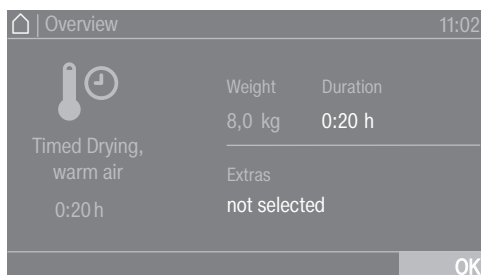 | Overview 11:02
Weight Duration
8,0 kg 0:20 h
Timed Drying,
warm air
0:20 h
Extras
not selected
OK